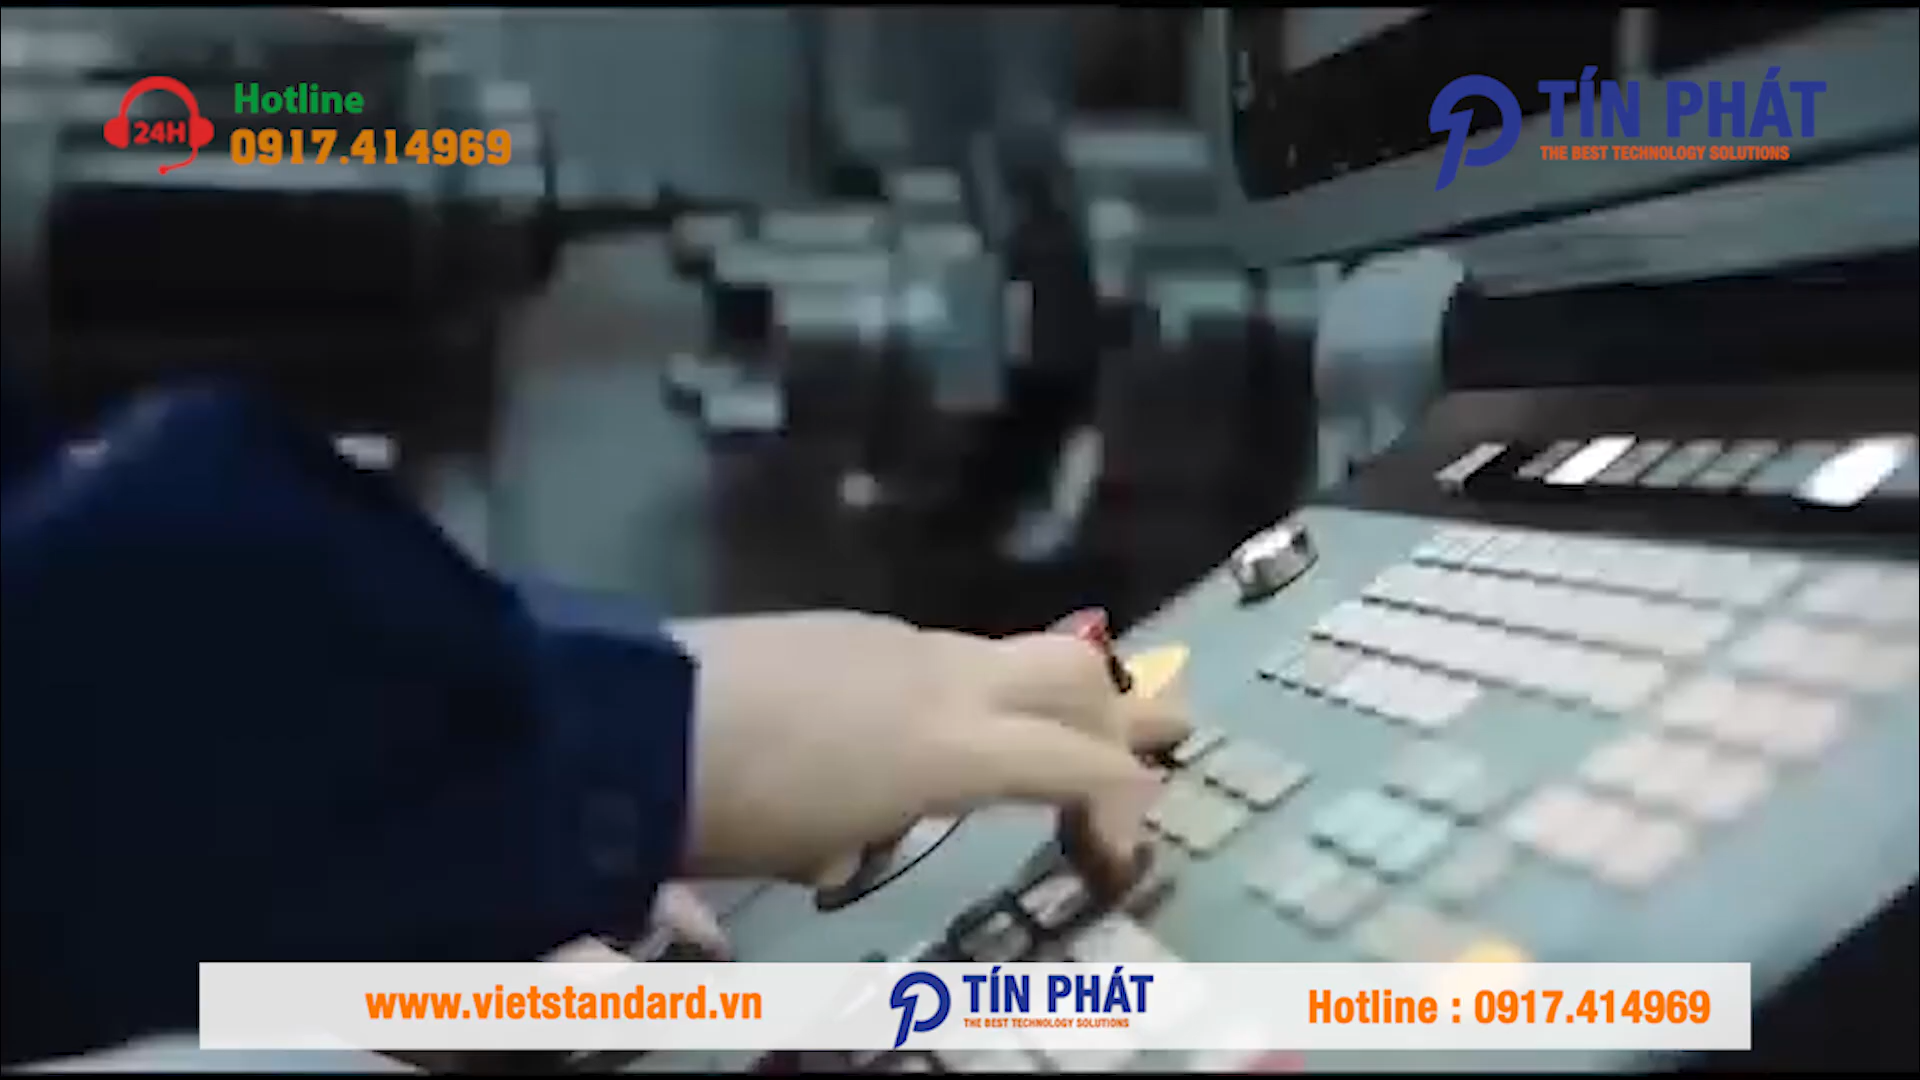 24H
Hotline
0917.414969
TÍN PHÁT
THE BEST TECHNOLOGY SOLUTIONS
www.vietstandard.vn
TÍN PHÁT
THE BEST TECHNOLOGY SOLUTIONS
Hotline : 0917.414969